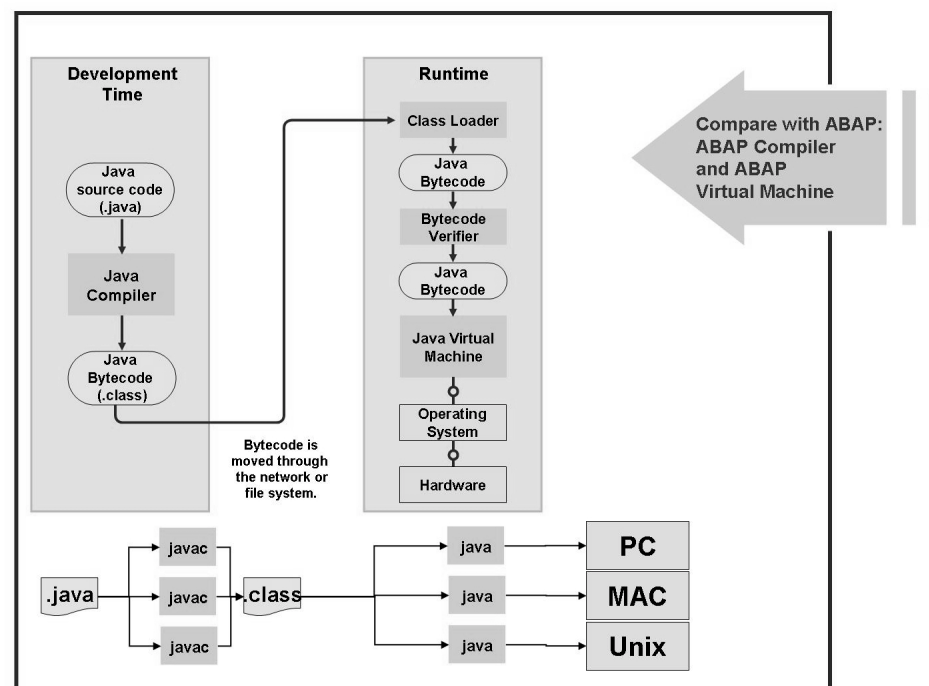 Development
Time
Java
source code
(.java)
Java
Compiler
Java
Bytecode
(.class)
Bytecode is
moved through
the network or
file system.
Runtime
Class Loader
Java
Bytecode
Bytecode
Verifier
Java
Bytecode
Java Virtual
Machine
Operating
System
Hardware
Compare with ABAP:
ABAP Compiler
and ABAP
Virtual Machine
.java
javac
javac
javac
.class
java
java
java
PC
MAC
Unix